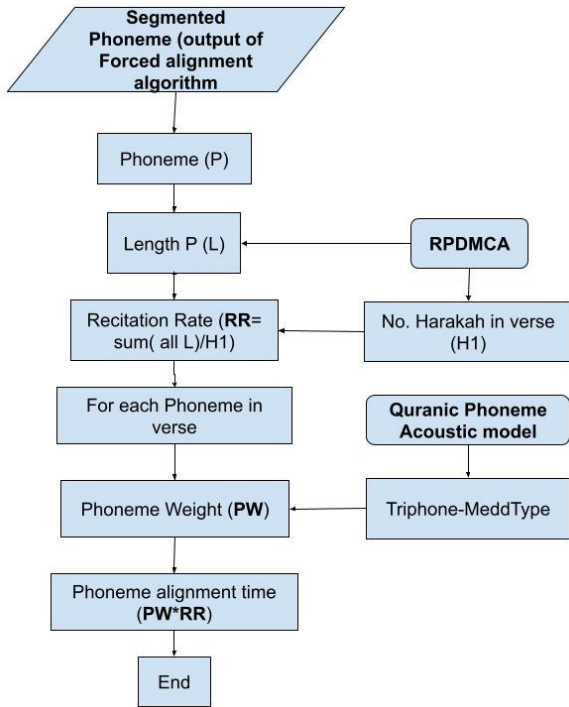 Segmented
Phoneme (output of
Forced alignment
algorithm
Phoneme (P)
Length P (L)
RPDMCA
Recitation Rate (RR=
sum( all L)/H1)
No. Harakah in verse
(H1)
For each Phoneme in
verse
Quranic Phoneme
Acoustic model
Phoneme Weight (PW)
Triphone-MeddType
Phoneme alignment time
(PW*RR)
End